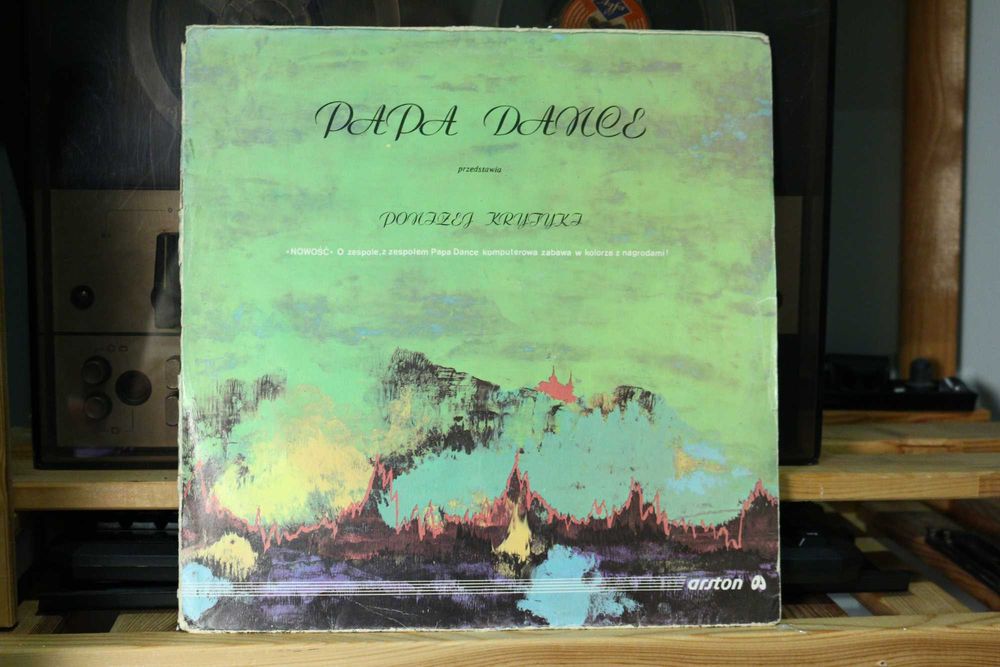 PAPA DANCE
przedstawia
PONIŻEJ KRYTYKI
•NOWOŚĆ• O zespole, z zespołem Papa Dance komputerowa zabawa w kolorze z nagrodami!
arston